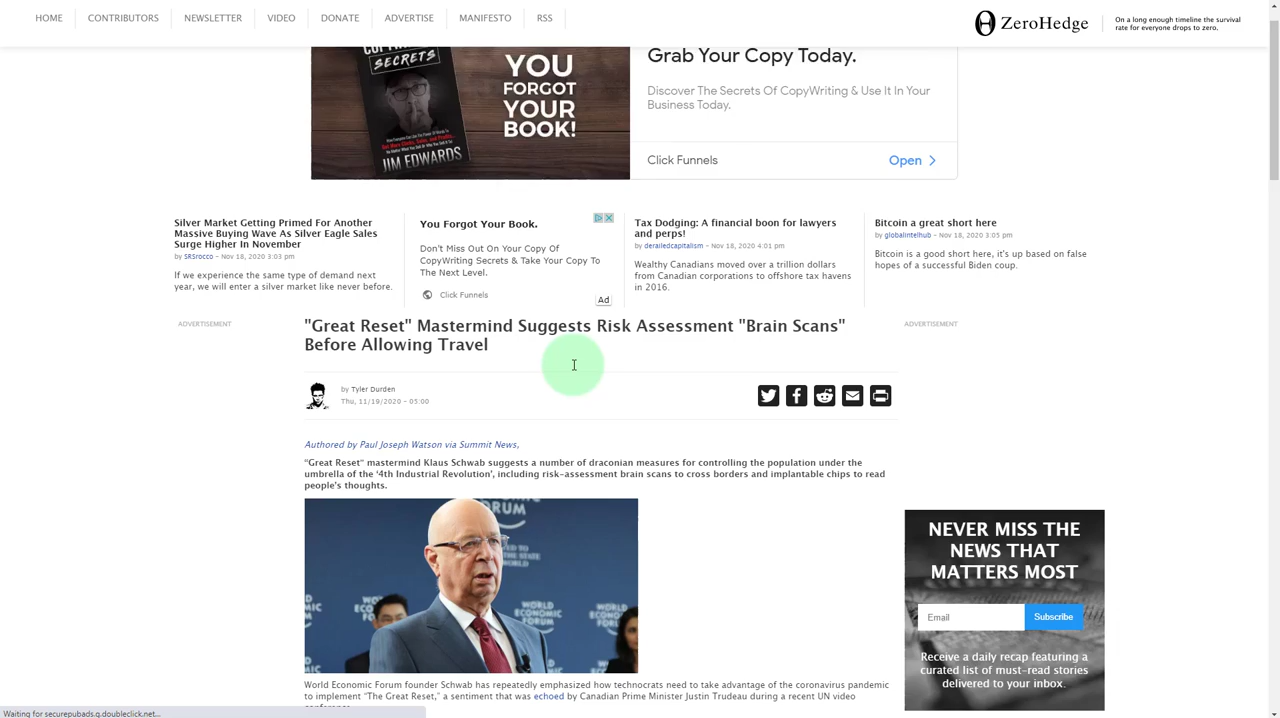 HOME
CONTRIBUTORS
NEWSLETTER
VIDEO
DONATE
ADVERTISE
MANIFESTO
RSS
ZeroHedge
On a long enough timeline the survival
rate for everyone drops to zero.
SECRETS
JIM EDWARDS
YOU
FORGOT
YOUR
BOOK!
Grab Your Copy Today.
Discover The Secrets Of CopyWriting & Use It In Your
Business Today.
Click Funnels
Open
Silver Market Getting Primed For Another
Massive Buying Wave As Silver Eagle Sales
Surge Higher In November
by SRSrocco - Nov 18, 2020 3:03 pm
If we experience the same type of demand next
year, we will enter a silver market like never before.
You Forgot Your Book.
Don't Miss Out On Your Copy Of
CopyWriting Secrets & Take Your Copy To
The Next Level.
Click Funnels
Ad
Tax Dodging: A financial boon for lawyers
and perps!
by derailedcapitalism - Nov 18, 2020 4:01 pm
Wealthy Canadians moved over a trillion dollars
from Canadian corporations to offshore tax havens
in 2016.
Bitcoin a great short here
by globalintelhub - Nov 18, 2020 3:05 pm
Bitcoin is a good short here, it's up based on false
hopes of a successful Biden coup.
ADVERTISEMENT
"Great Reset" Mastermind Suggests Risk Assessment "Brain Scans"
Before Allowing Travel
ADVERTISEMENT
by Tyler Durden
Thu, 11/19/2020 - 05:00
Authored by Paul Joseph Watson via Summit News,
“Great Reset” mastermind Klaus Schwab suggests a number of draconian measures for controlling the population under the
umbrella of the ‘4th Industrial Revolution’, including risk-assessment brain scans to cross borders and implantable chips to read
people’s thoughts.
WORLD
ECONOMIC
FORUM
WORLD
ECONOMIC
FORUM
NEVER MISS THE
NEWS THAT
MATTERS MOST
Email
Subscribe
Receive a daily recap featuring a
curated list of must-read stories
delivered to your inbox.
World Economic Forum founder Schwab has repeatedly emphasized how technocrats need to take advantage of the coronavirus pandemic
to implement “The Great Reset,” a sentiment that was echoed by Canadian Prime Minister Justin Trudeau during a recent UN video
conference.
Waiting for securepubads.g.doubleclick.net...